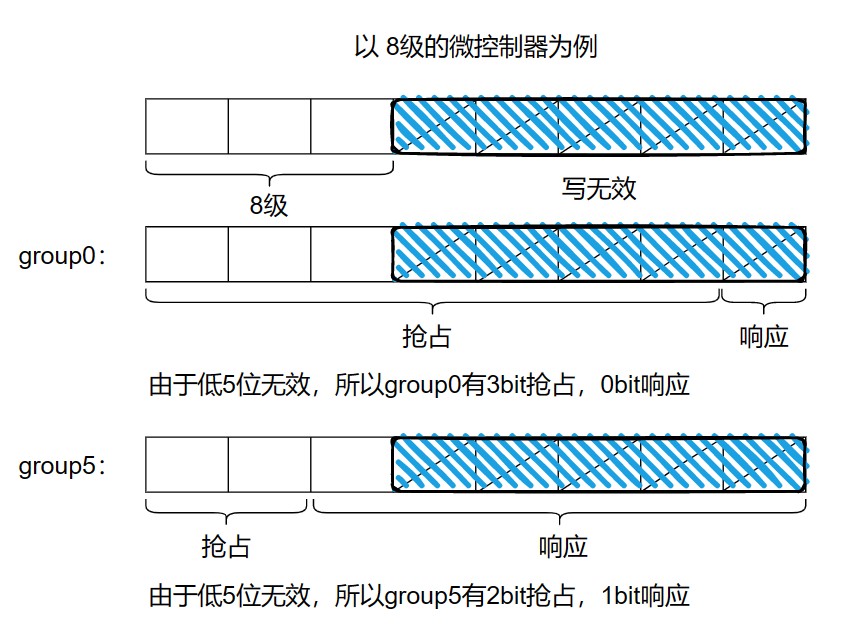 以 8级的微控制器为例
8级
写无效
group0：
抢占
响应
由于低5位无效，所以group0有3bit抢占，0bit响应
group5：
抢占
响应
由于低5位无效，所以group5有2bit抢占，1bit响应